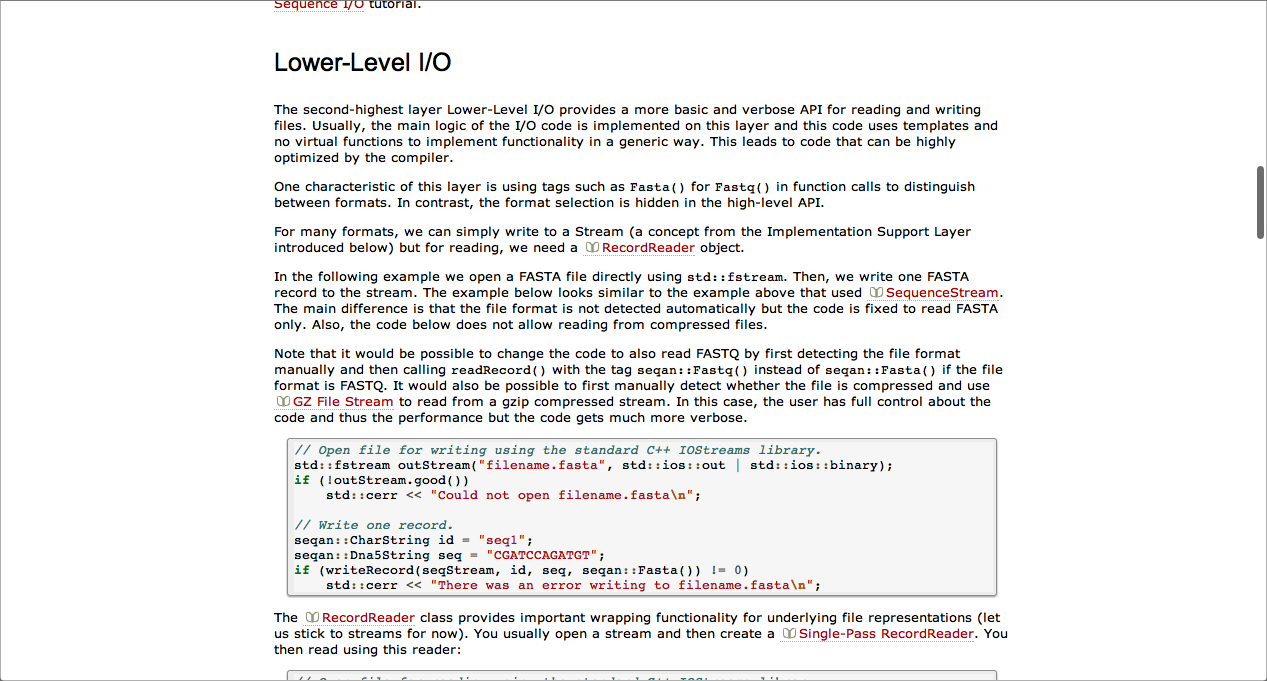 Sequence I/O tutorial.
Lower-Level I/O
The second-highest layer Lower-Level I/O provides a more basic and verbose API for reading and writing
files. Usually, the main logic of the I/O code is implemented on this layer and this code uses templates and
no virtual functions to implement functionality in a generic way. This leads to code that can be highly
optimized by the compiler.
One characteristic of this layer is using tags such as Fasta() for Fastq() in function calls to distinguish
between formats. In contrast, the format selection is hidden in the high-level API.
For many formats, we can simply write to a Stream (a concept from the Implementation Support Layer
introduced below) but for reading, we need a RecordReader object.
In the following example we open a FASTA file directly using std::fstream. Then, we write one FASTA
record to the stream. The example below looks similar to the example above that used SequenceStream.
The main difference is that the file format is not detected automatically but the code is fixed to read FASTA
only. Also, the code below does not allow reading from compressed files.
Note that it would be possible to change the code to also read FASTQ by first detecting the file format
manually and then calling readRecord() with the tag seqan::Fastq() instead of seqan::Fasta() if the file
format is FASTQ. It would also be possible to first manually detect whether the file is compressed and use
GZ File Stream to read from a gzip compressed stream. In this case, the user has full control about the
code and thus the performance but the code gets much more verbose.
// Open file for writing using the standard C++ IOStreams library.
std::fstream outStream("filename.fasta", std::ios::out | std::ios::binary);
if (!outStream.good())
    std::cerr << "Could not open filename.fasta\n";
// Write one record.
seqan::CharString id = "seq1";
seqan::Dna5String seq = "CGATCCAGATGT";
if (writeRecord(seqStream, id, seq, seqan::Fasta()) != 0)
    std::cerr << "There was an error writing to filename.fasta\n";
The RecordReader class provides important wrapping functionality for underlying file representations (let
us stick to streams for now). You usually open a stream and then create a Single-Pass RecordReader. You
then read using this reader: